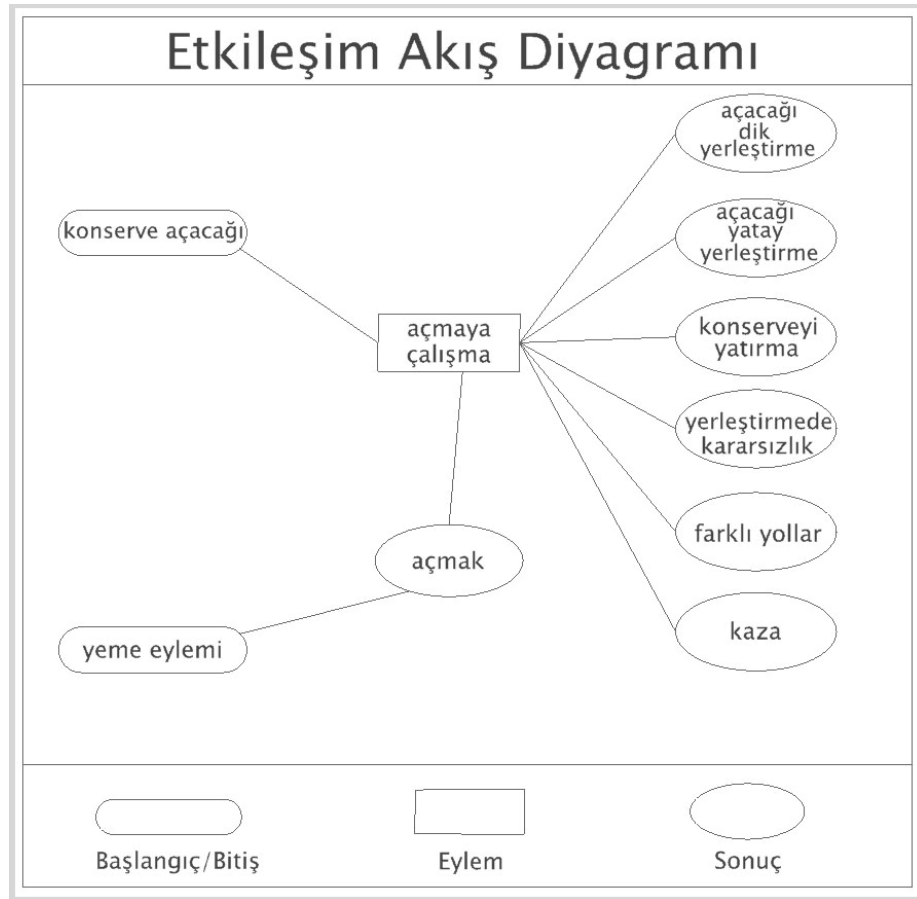 Etkileşim Akış Diyagramı
açacağı
dik
yerleştirme
konserve açacağı
açacağı
yatay
yerleştirme
açmaya
çalışma
konserveyi
yatırma
yerleştirmede
kararsızlık
farklı yollar
açmak
kaza
yeme eylemi
Başlangıç/Bitiş
Eylem
Sonuç